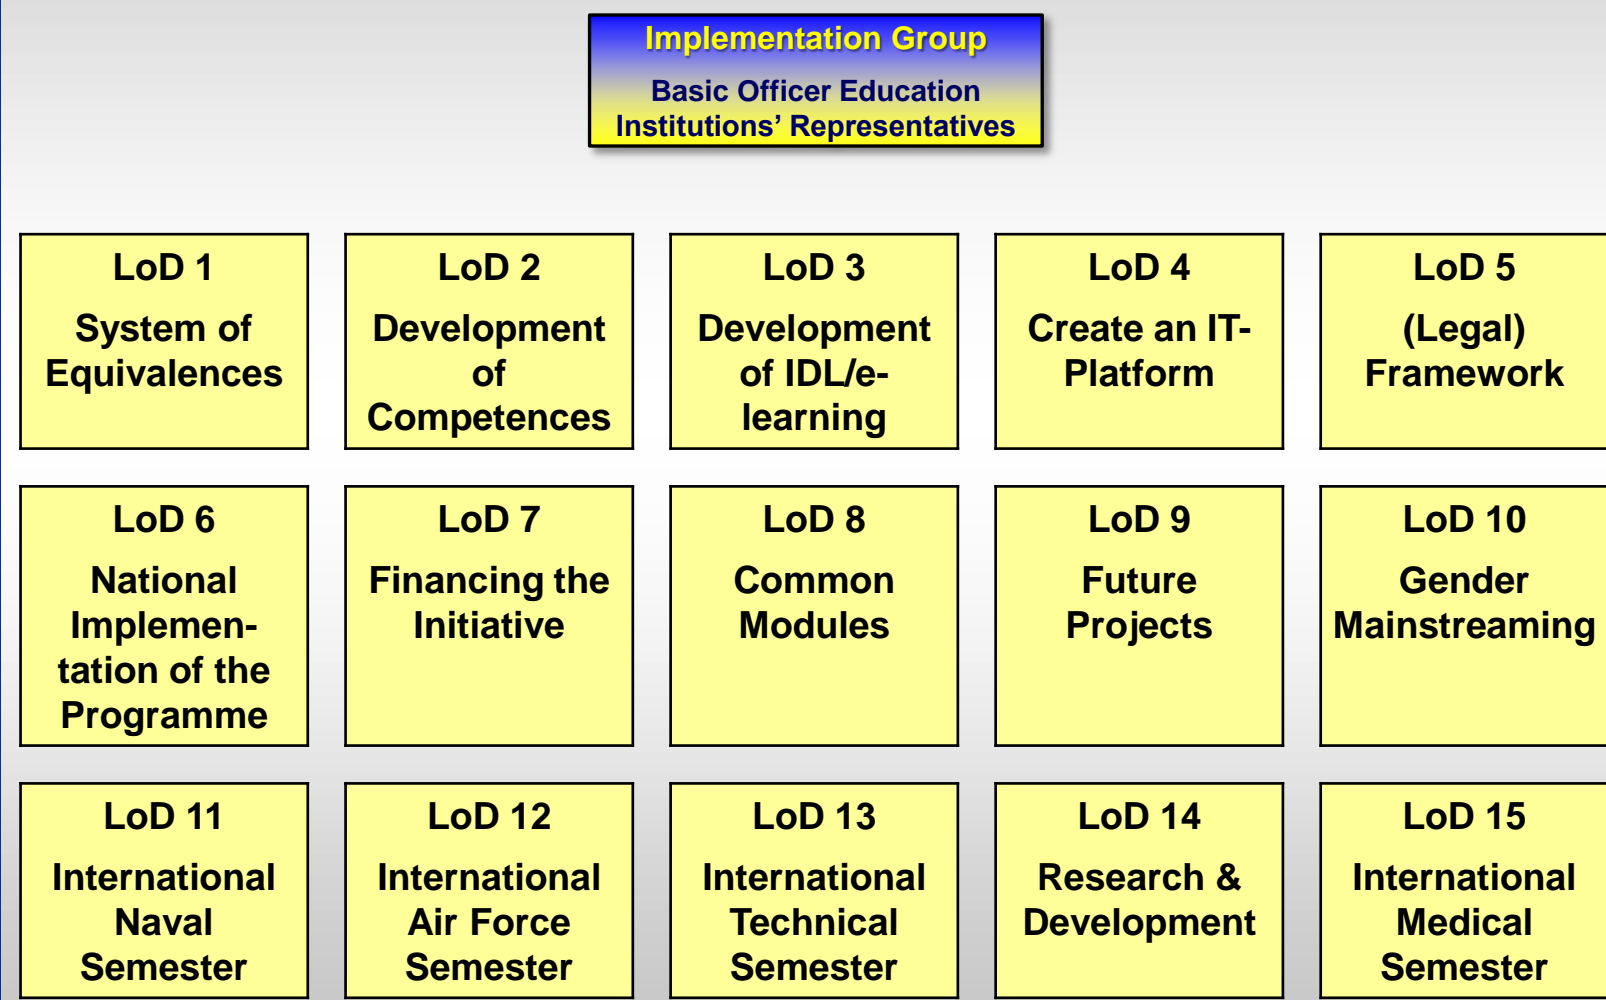 Implementation Group
Basic Officer Education
Institutions’ Representatives
LoD 1
System of
Equivalences
LoD 2
Development
of
Competences
LoD 3
Development
of IDL/e-
learning
LoD 4
Create an IT-
Platform
LoD 5
(Legal)
Framework
LoD 6
National
Implemen-
tation of the
Programme
LoD 7
Financing the
Initiative
LoD 8
Common
Modules
LoD 9
Future
Projects
LoD 10
Gender
Mainstreaming
LoD 11
International
Naval
Semester
LoD 12
International
Air Force
Semester
LoD 13
International
Technical
Semester
LoD 14
Research &
Development
LoD 15
International
Medical
Semester